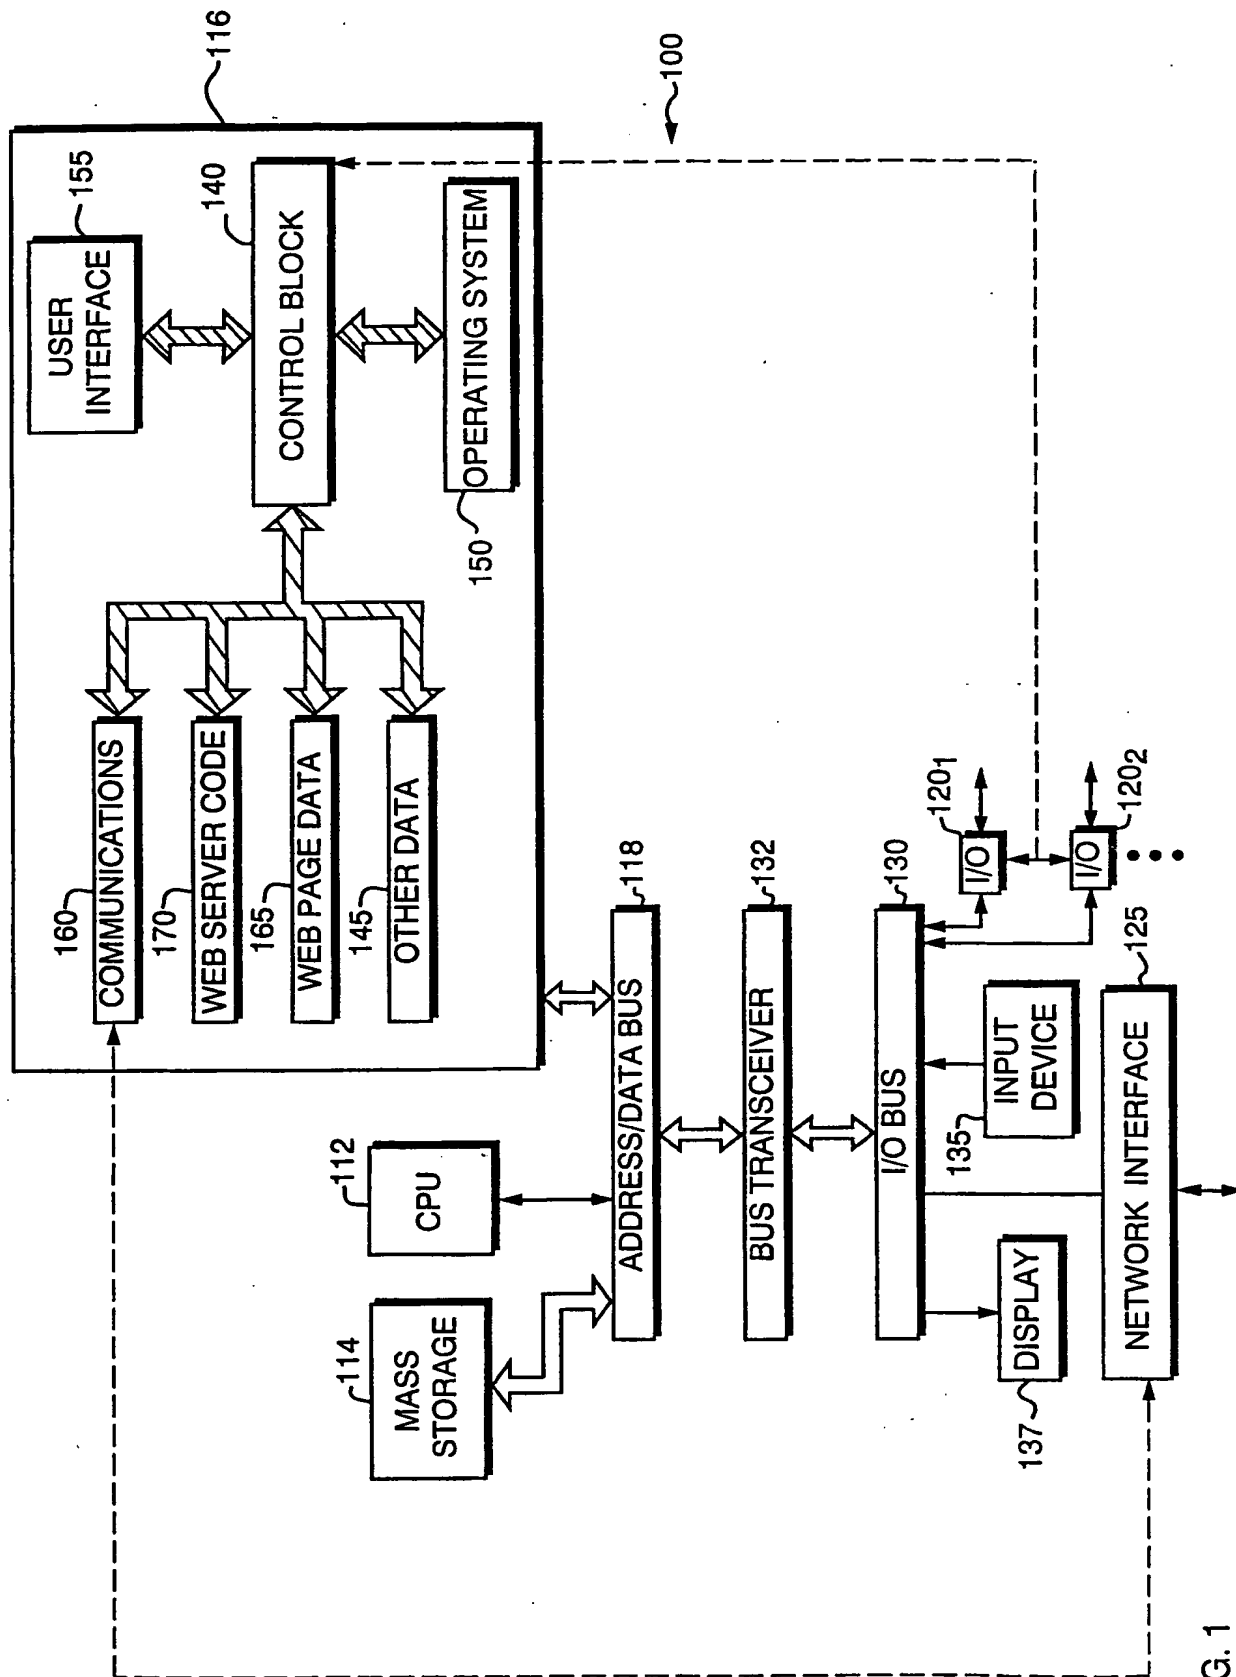 116
USER
INTERFACE
155
140
CONTROL BLOCK
OPERATING SYSTEM
150
160
COMMUNICATIONS
170
WEB SERVER CODE
165
WEB PAGE DATA
145
OTHER DATA
100
114
MASS
STORAGE
112
CPU
118
ADDRESS/DATA BUS
132
BUS TRANSCEIVER
130
I/O BUS
120₁
I/O
120₂
I/O
137
DISPLAY
135
INPUT
DEVICE
125
NETWORK INTERFACE
G. 1